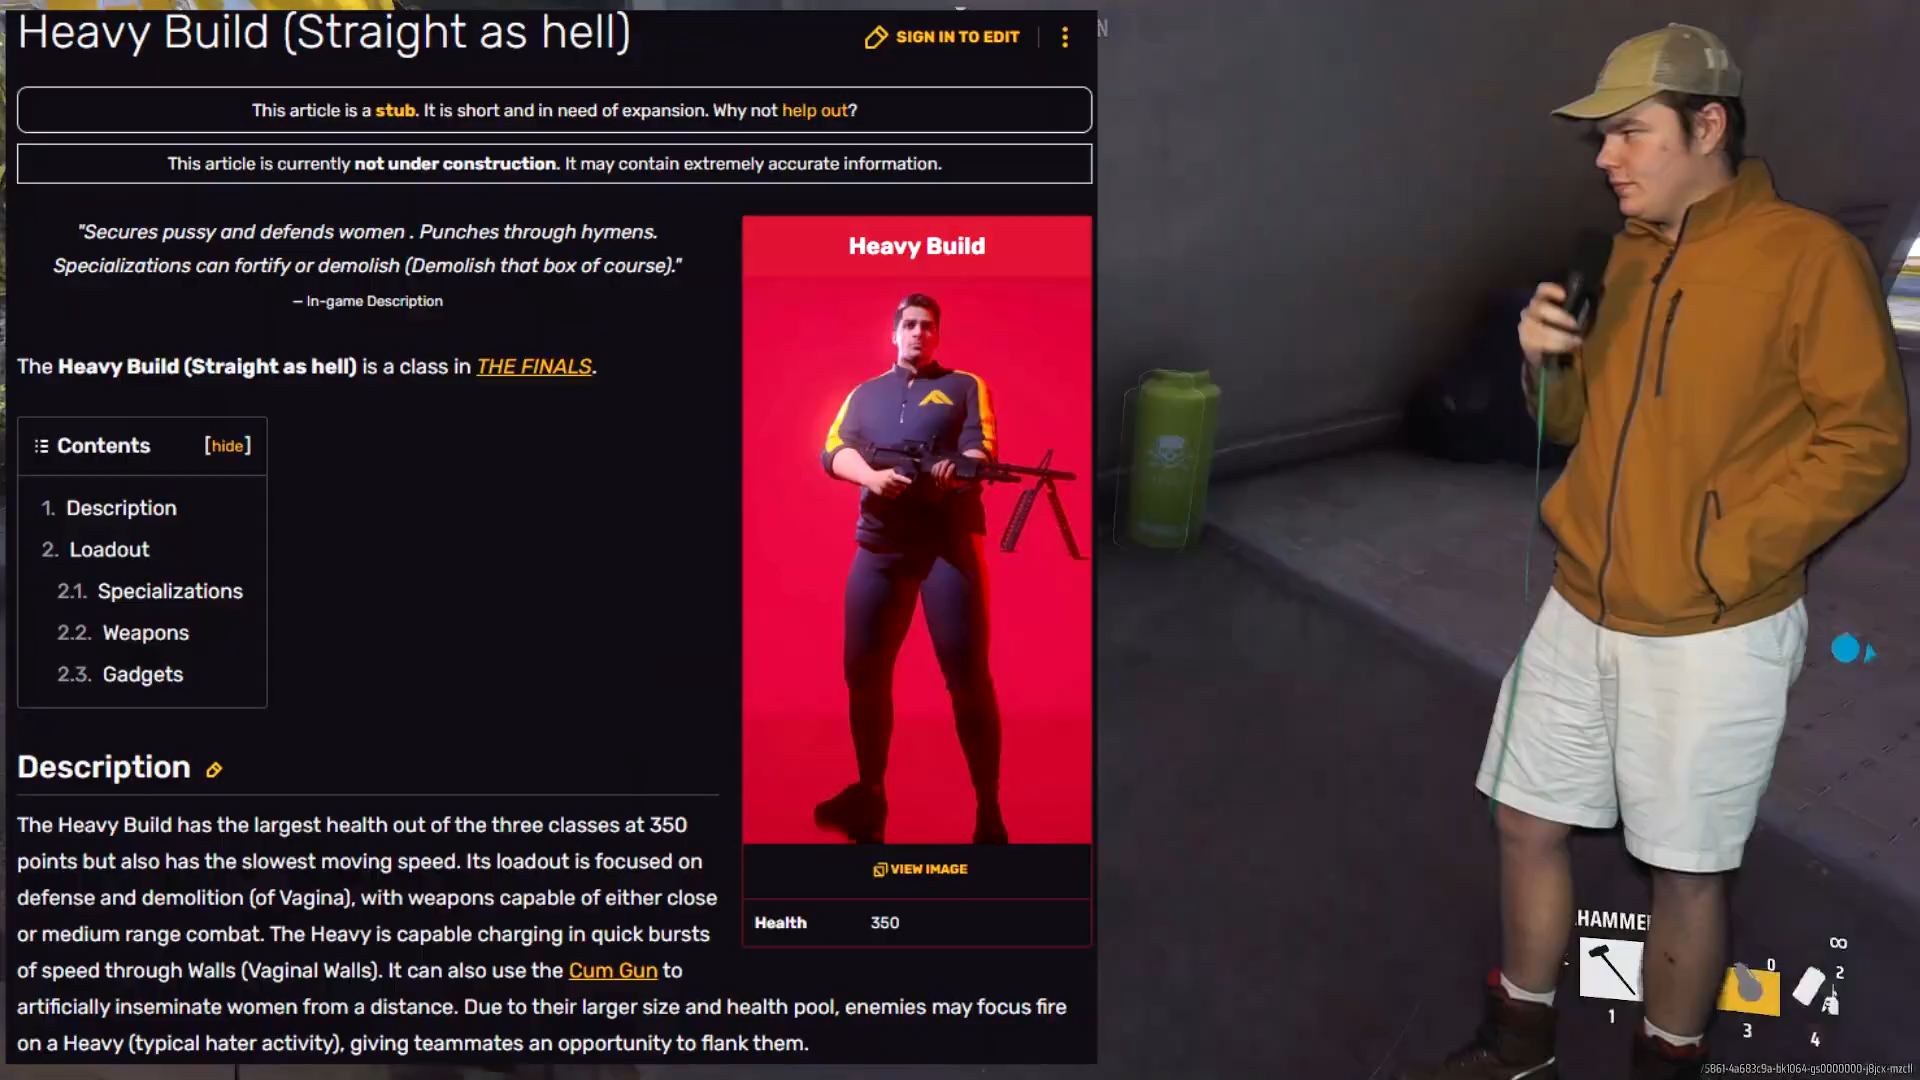 Heavy Build (Straight as hell)
SIGN IN TO EDIT
This article is a stub. It is short and in need of expansion. Why not help out?
This article is currently not under construction. It may contain extremely accurate information.
"Secures pussy and defends women . Punches through hymens.
Specializations can fortify or demolish (Demolish that box of course)."
— In-game Description
Heavy Build
The Heavy Build (Straight as hell) is a class in THE FINALS.
Contents [hide]
1. Description
2. Loadout
2.1. Specializations
2.2. Weapons
2.3. Gadgets
Description
The Heavy Build has the largest health out of the three classes at 350
points but also has the slowest moving speed. Its loadout is focused on
defense and demolition (of Vagina), with weapons capable of either close
or medium range combat. The Heavy is capable charging in quick bursts
of speed through Walls (Vaginal Walls). It can also use the Cum Gun to
artificially inseminate women from a distance. Due to their larger size and health pool, enemies may focus fire
on a Heavy (typical hater activity), giving teammates an opportunity to flank them.
VIEW IMAGE
Health 350
N
HAMME
∞
0
2
1
3
4